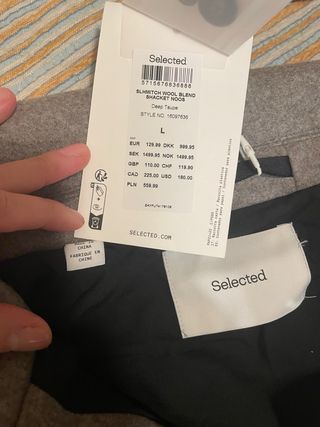 Selected
5715676836888
SLHMITCH WOOL BLEND
SHACKET NOOS
Deep Taupe
STYLE NO. 16097636
L
EUR 129.99 DKK 999.95
SEK 1499.95 NOK 1499.95
GBP 110.00 CHF 119.90
CAD 225.00 USD 180.00
PLN 559.99
SELECTED.COM
CHINA
FABRIQUE EN
CHINE
Selected